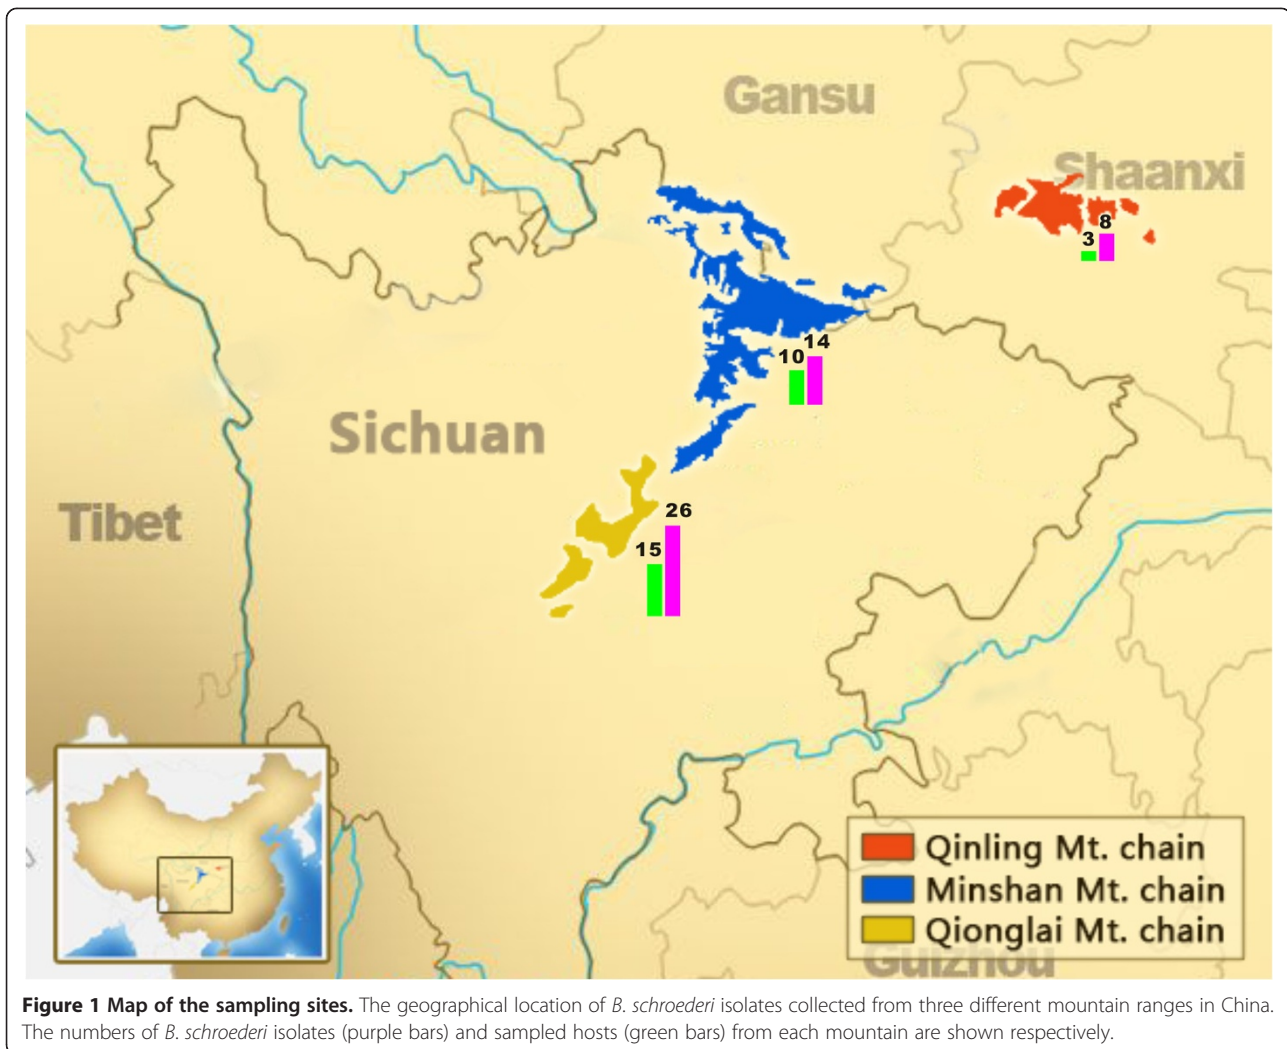 Gansu
Shaanxi
8
3
14
10
Sichuan
26
15
Tibet
Qinling Mt. chain
Minshan Mt. chain
Qionglai Mt. chain
Guizhou
Figure 1 Map of the sampling sites. The geographical location of B. schroederi isolates collected from three different mountain ranges in China.
The numbers of B. schroederi isolates (purple bars) and sampled hosts (green bars) from each mountain are shown respectively.